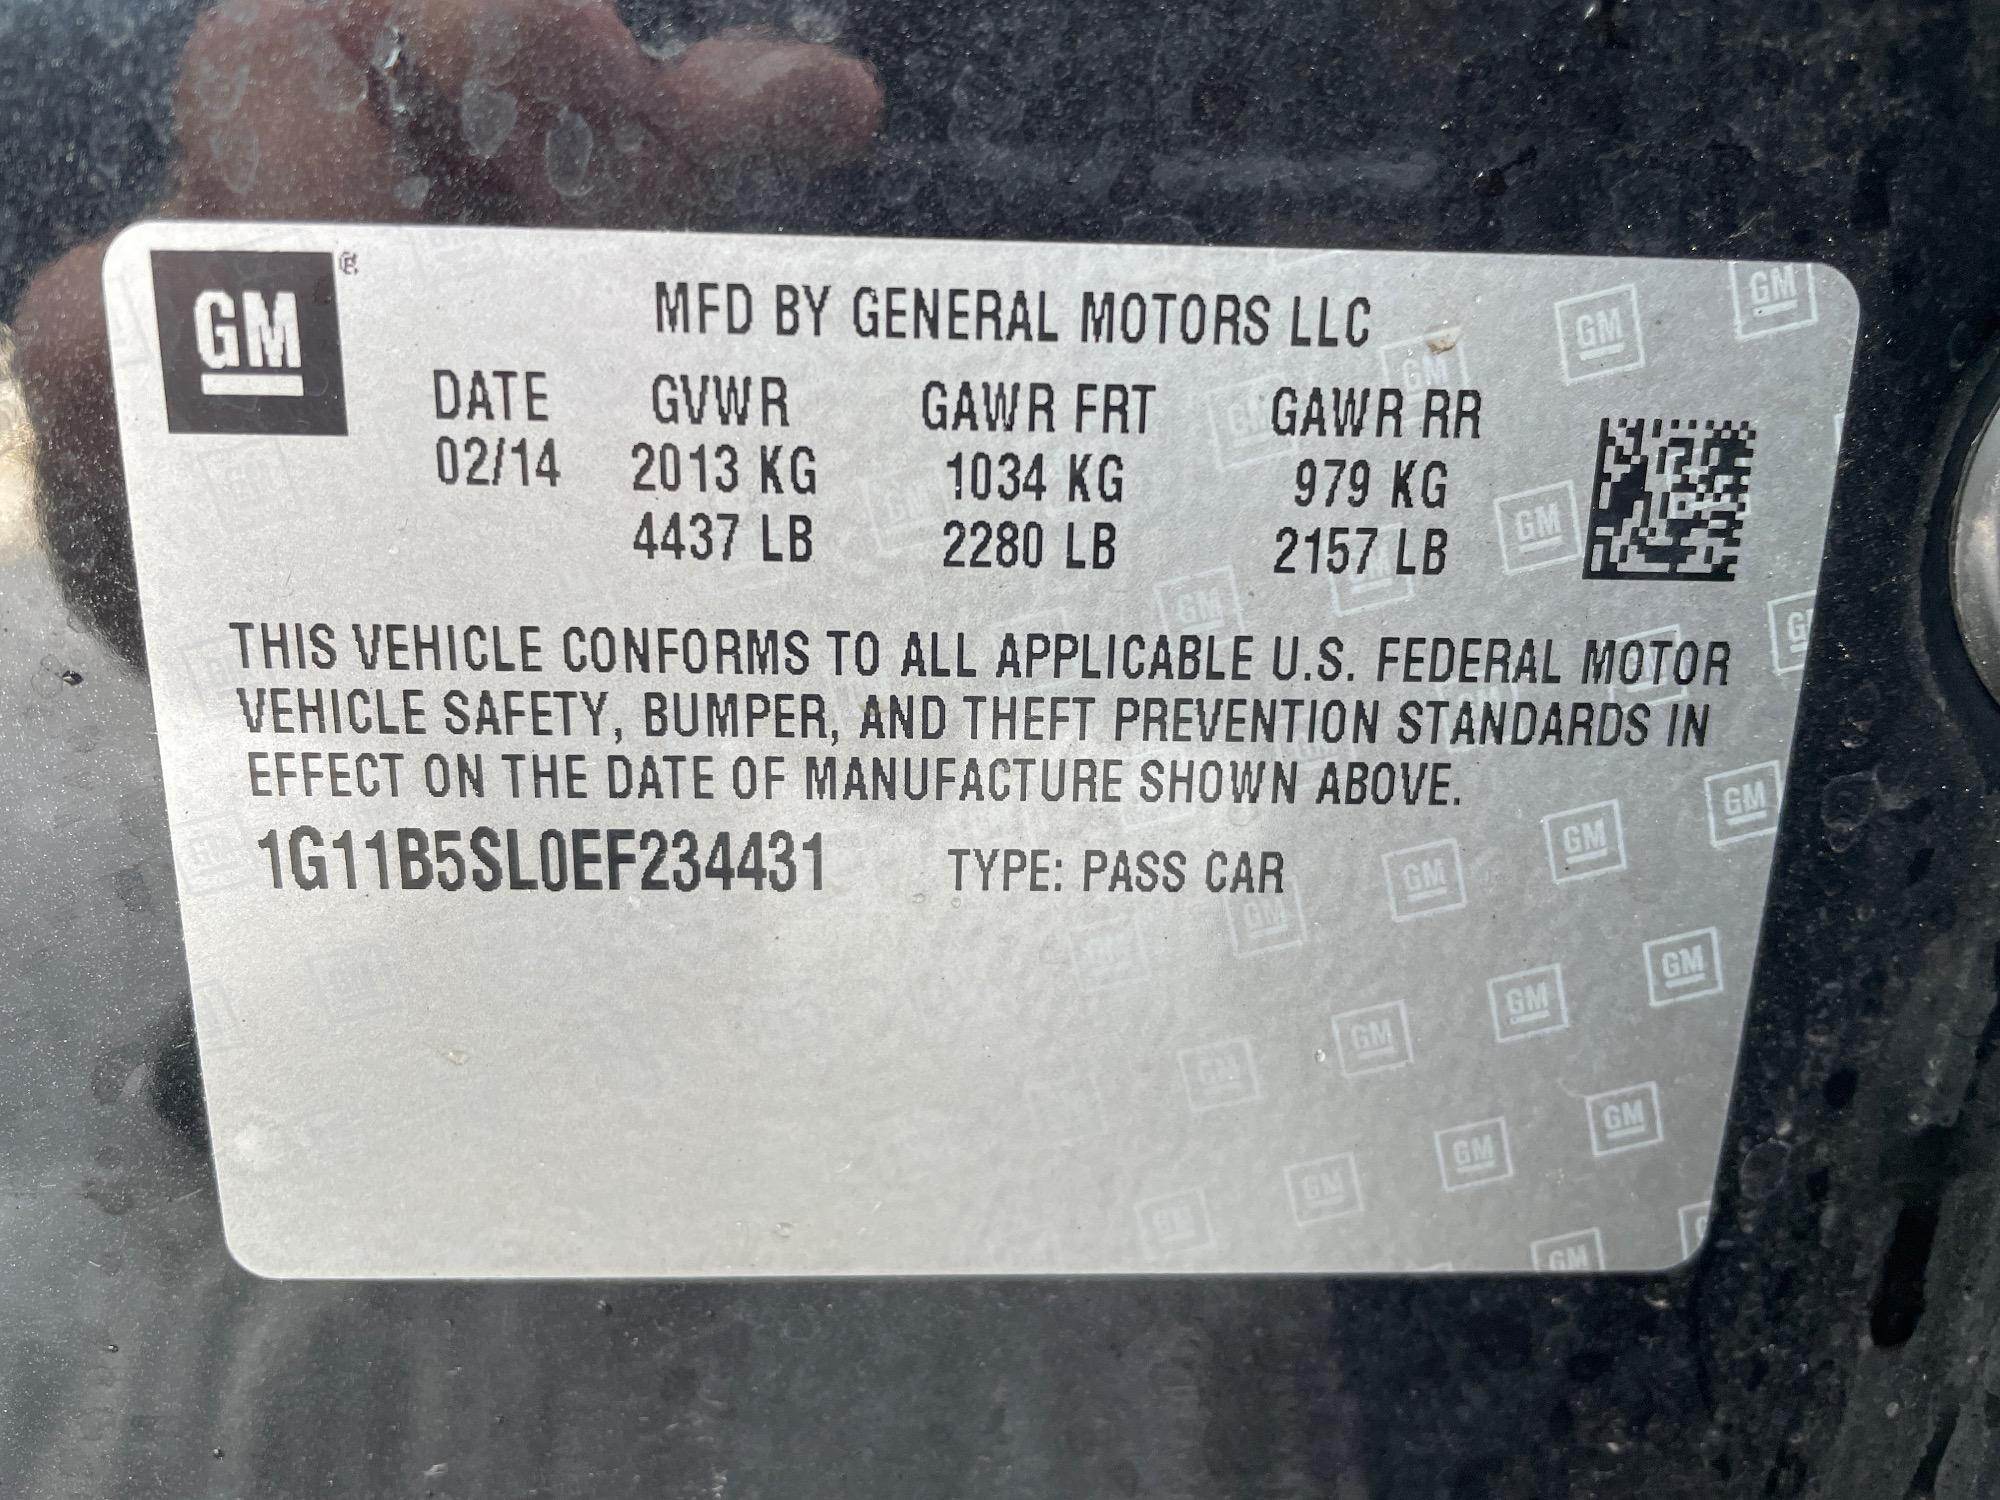 GM
MFD BY GENERAL MOTORS LLC
DATE GVWR GAWR FRT GAWR RR
02/14 2013 KG 1034 KG 979 KG
4437 LB 2280 LB 2157 LB
THIS VEHICLE CONFORMS TO ALL APPLICABLE U.S. FEDERAL MOTOR
VEHICLE SAFETY, BUMPER, AND THEFT PREVENTION STANDARDS IN
EFFECT ON THE DATE OF MANUFACTURE SHOWN ABOVE.
1G11B5SL0EF234431 TYPE: PASS CAR